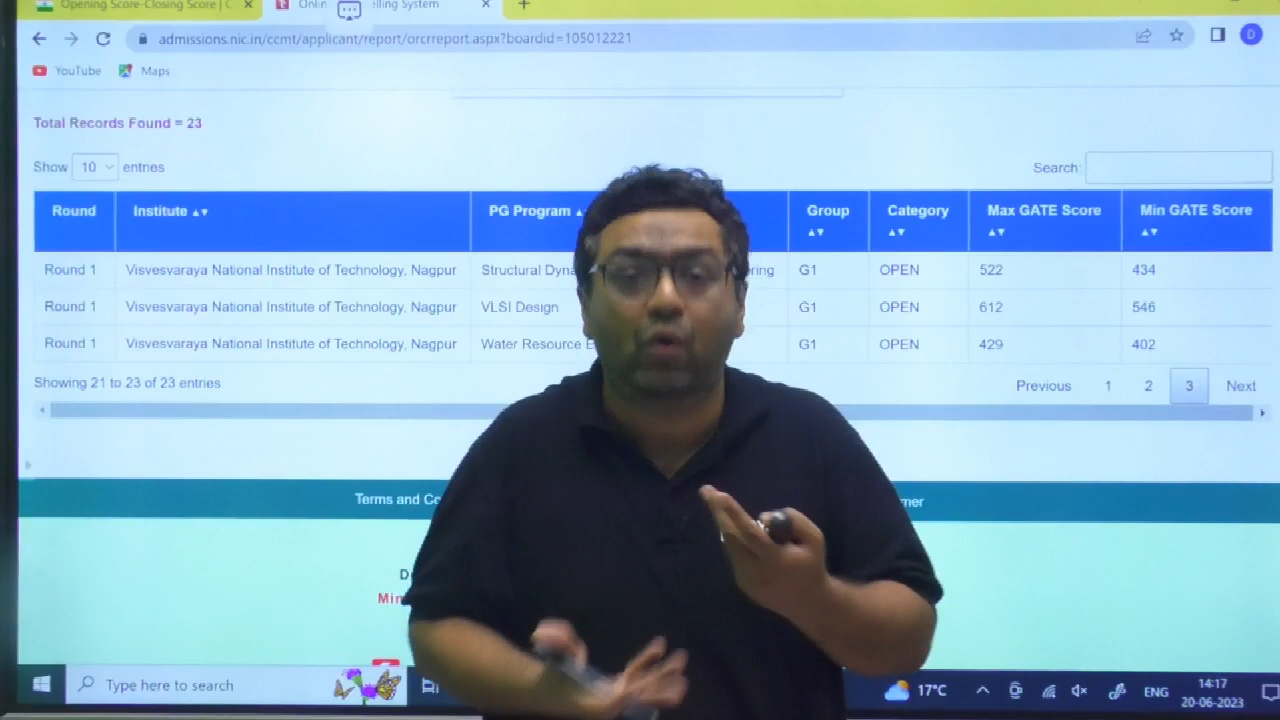 Opening Score-Closing Score | C
Onlin
lling System
admissions.nic.in/ccmt/applicant/report/orcrreport.aspx?boardid=105012221
D
YouTube Maps
Total Records Found = 23
Show 10 entries
Search:
Round Institute PG Program Group Category Max GATE Score Min GATE Score
Round 1 Visvesvaraya National Institute of Technology, Nagpur Structural Dyna ring G1 OPEN 522 434
Round 1 Visvesvaraya National Institute of Technology, Nagpur VLSI Design G1 OPEN 612 546
Round 1 Visvesvaraya National Institute of Technology, Nagpur Water Resource E G1 OPEN 429 402
Showing 21 to 23 of 23 entries
Previous 1 2 3 Next
Terms and Co
ner
D
Min
Type here to search
17°C
ENG
14:17
20-06-2023